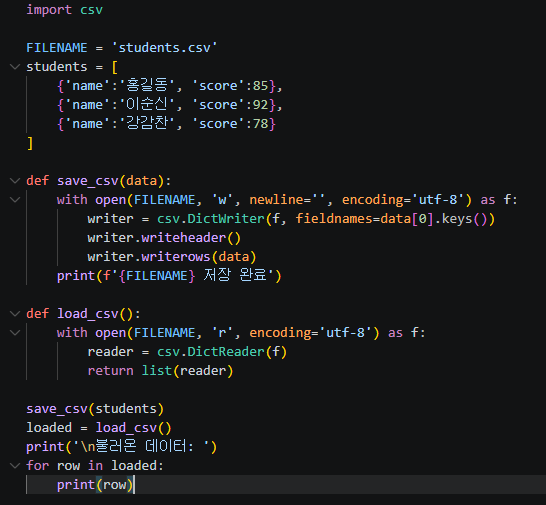 import csv

FILENAME = 'students.csv'
students = [
    {'name':'홍길동', 'score':85},
    {'name':'이순신', 'score':92},
    {'name':'강감찬', 'score':78}
]

def save_csv(data):
    with open(FILENAME, 'w', newline='', encoding='utf-8') as f:
        writer = csv.DictWriter(f, fieldnames=data[0].keys())
        writer.writeheader()
        writer.writerows(data)
    print(f'{FILENAME} 저장 완료')

def load_csv():
    with open(FILENAME, 'r', encoding='utf-8') as f:
        reader = csv.DictReader(f)
        return list(reader)

save_csv(students)
loaded = load_csv()
print('\n불러온 데이터: ')
for row in loaded:
    print(row)